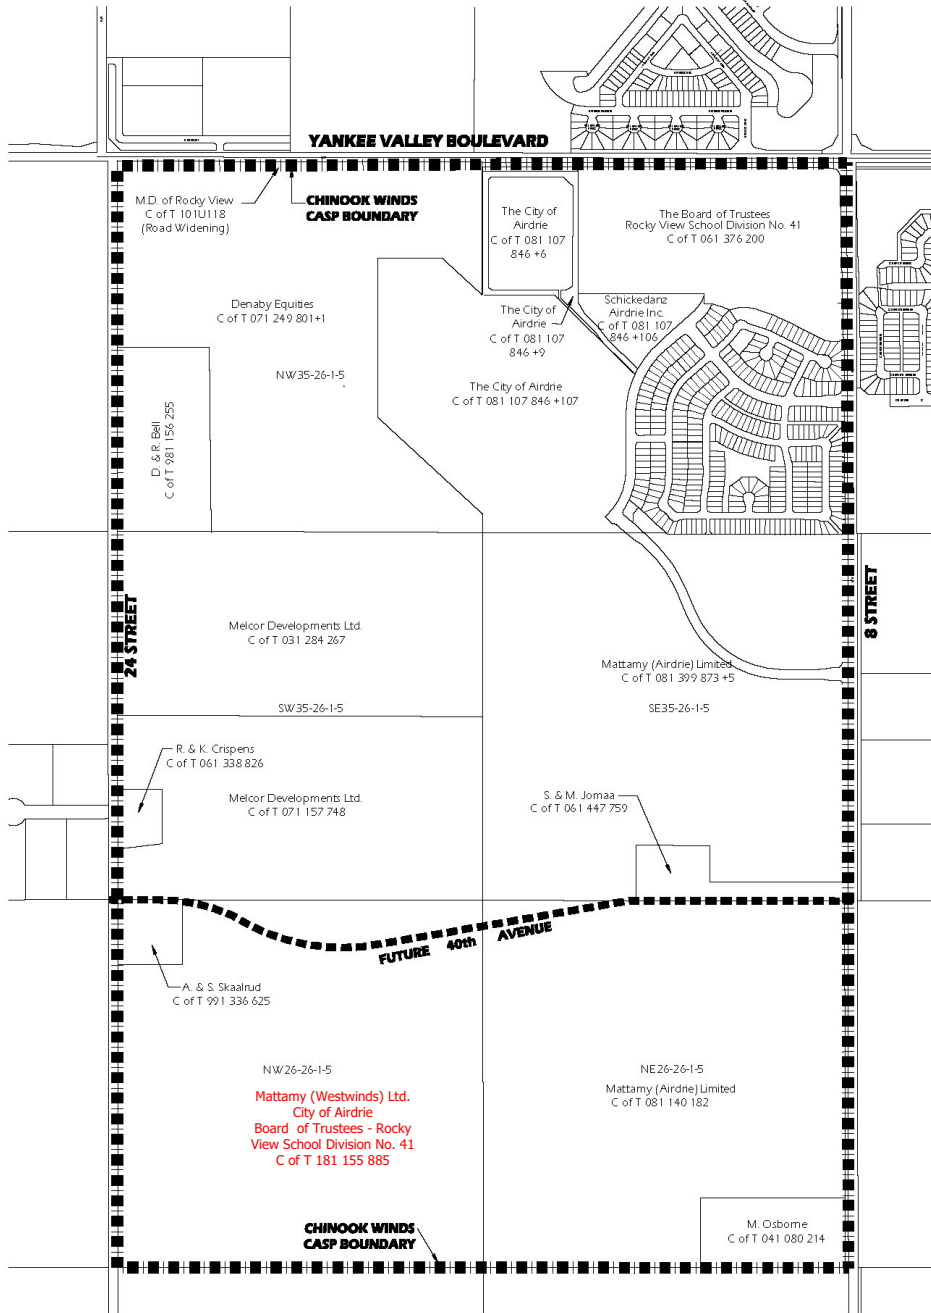 YANKEE VALLEY BOULEVARD
M.D. of Rocky View
C of T 101U118
(Road Widening)
CHINOOK WINDS
CASP BOUNDARY
The City of
Airdrie
C of T 081 107
846 +6
The Board of Trustees
Rocky View School Division No. 41
C of T 061 376 200
Denaby Equities
C of T 071 249 801+1
The City of
Airdrie
C of T 081 107
846 +9
Schickedanz
Airdrie Inc.
C of T 081 107
846 +106
NW35-26-1-5
The City of Airdrie
C of T 081 107 846 +107
D. & R. Bell
C of T 981 156 255
24 STREET
8 STREET
Melcor Developments Ltd.
C of T 031 284 267
Mattamy (Airdrie) Limited
C of T 081 399 873 +5
SW35-26-1-5
SE35-26-1-5
R. & K. Crispens
C of T 061 338 826
Melcor Developments Ltd.
C of T 071 157 748
S. & M. Jomaa
C of T 061 447 759
FUTURE 40th AVENUE
A. & S. Skaalrud
C of T 991 336 625
NW26-26-1-5
Mattamy (Westwinds) Ltd.
City of Airdrie
Board of Trustees - Rocky
View School Division No. 41
C of T 181 155 885
NE26-26-1-5
Mattamy (Airdrie) Limited
C of T 081 140 182
CHINOOK WINDS
CASP BOUNDARY
M. Osborne
C of T 041 080 214